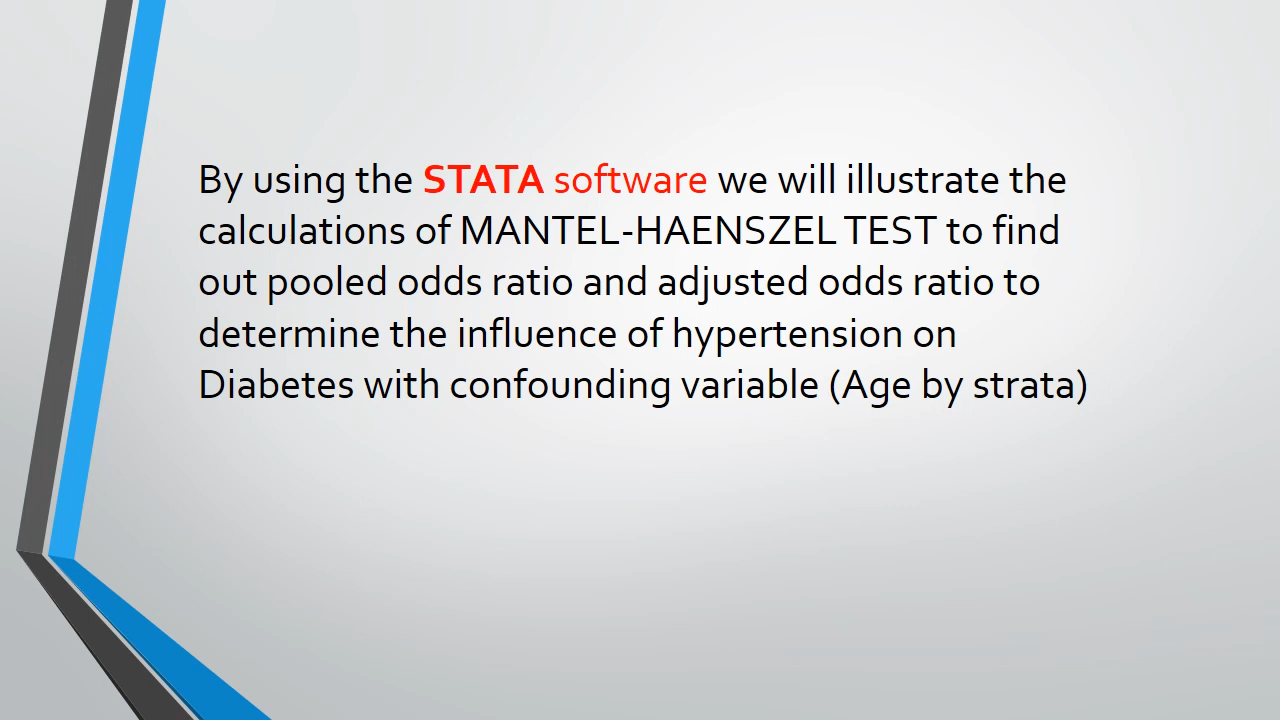 By using the STATA software we will illustrate the
calculations of MANTEL-HAENSZEL TEST to find
out pooled odds ratio and adjusted odds ratio to
determine the influence of hypertension on
Diabetes with confounding variable (Age by strata)